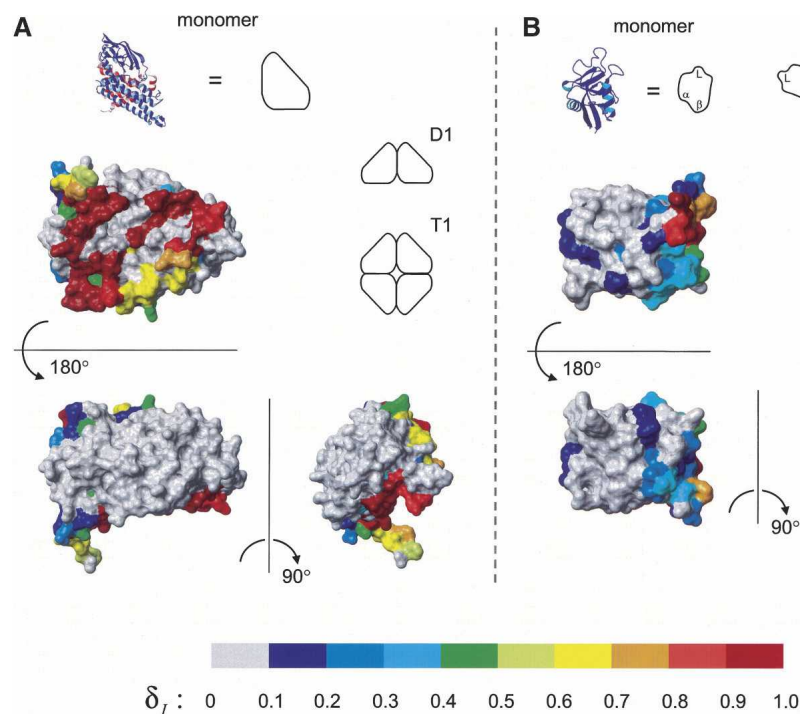 A
monomer
=
D1
T1
180°
90°
B
monomer
=
L
α
β
L
180°
90°
δI : 0 0.1 0.2 0.3 0.4 0.5 0.6 0.7 0.8 0.9 1.0